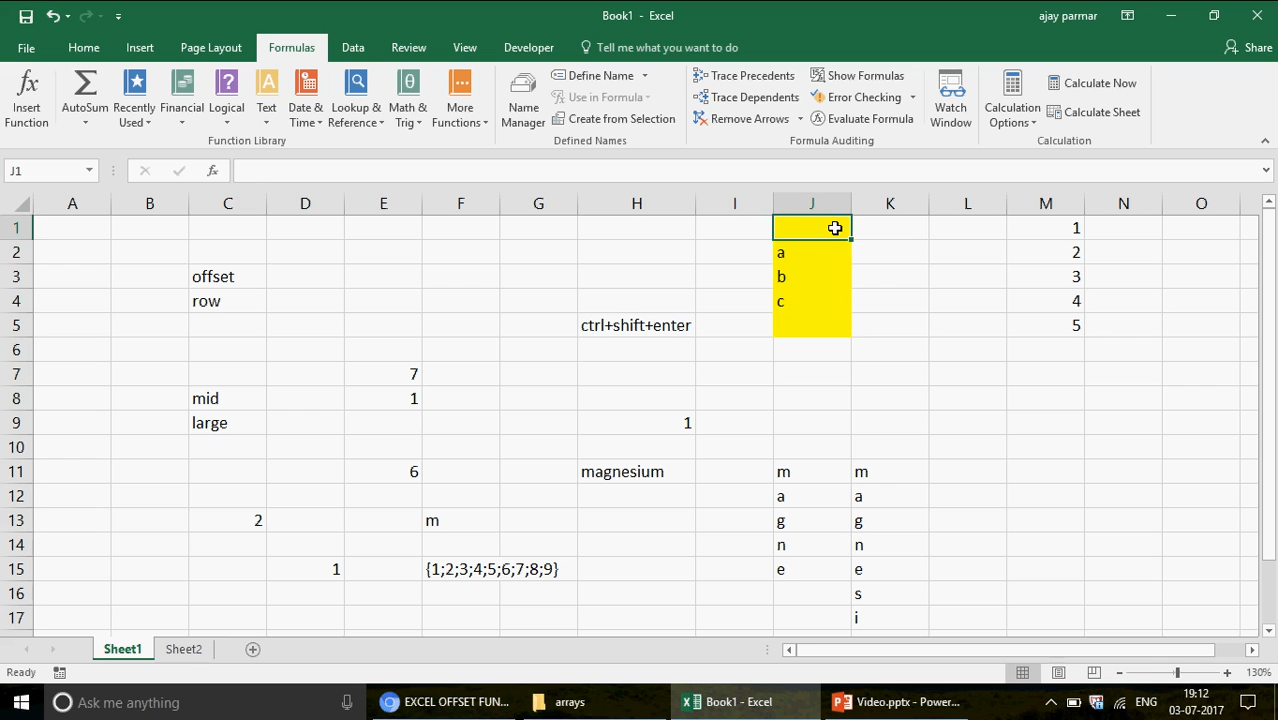 Book1 - Excel
ajay parmar
File Home Insert Page Layout Formulas Data Review View Developer Tell me what you want to do Share
fx Insert Function
Σ AutoSum
Recently Used
Financial
? Logical
A Text
Date & Time
Lookup & Reference
θ Math & Trig
More Functions
Function Library
Name Manager
Define Name
Use in Formula
Create from Selection
Defined Names
Trace Precedents
Trace Dependents
Remove Arrows
Show Formulas
Error Checking
Evaluate Formula
Watch Window
Formula Auditing
Calculation Options
Calculate Now
Calculate Sheet
Calculation
J1 fx
A B C D E F G H I J K L M N O
1 1
2 a 2
3 offset b 3
4 row c 4
5 ctrl+shift+enter 5
6
7 7
8 mid 1
9 large 1
10
11 6 magnesium m m
12 a a
13 2 m g g
14 n n
15 1 {1;2;3;4;5;6;7;8;9} e e
16 s
17 i
Sheet1 Sheet2
Ready 130%
Ask me anything EXCEL OFFSET FUN... arrays Book1 - Excel Video.pptx - Power... ENG 19:12
03-07-2017